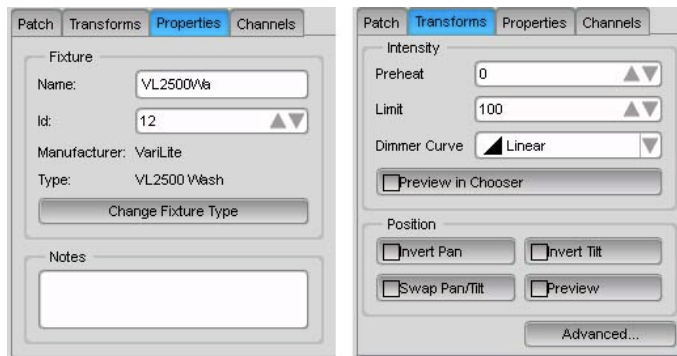 Patch Transforms Properties Channels
Fixture
Name: VL2500Wa
Id: 12
Manufacturer: VariLite
Type: VL2500 Wash
Change Fixture Type
Notes
Patch Transforms Properties Channels
Intensity
Preheat 0
Limit 100
Dimmer Curve Linear
Preview in Chooser
Position
Invert Pan Invert Tilt
Swap Pan/Tilt Preview
Advanced...